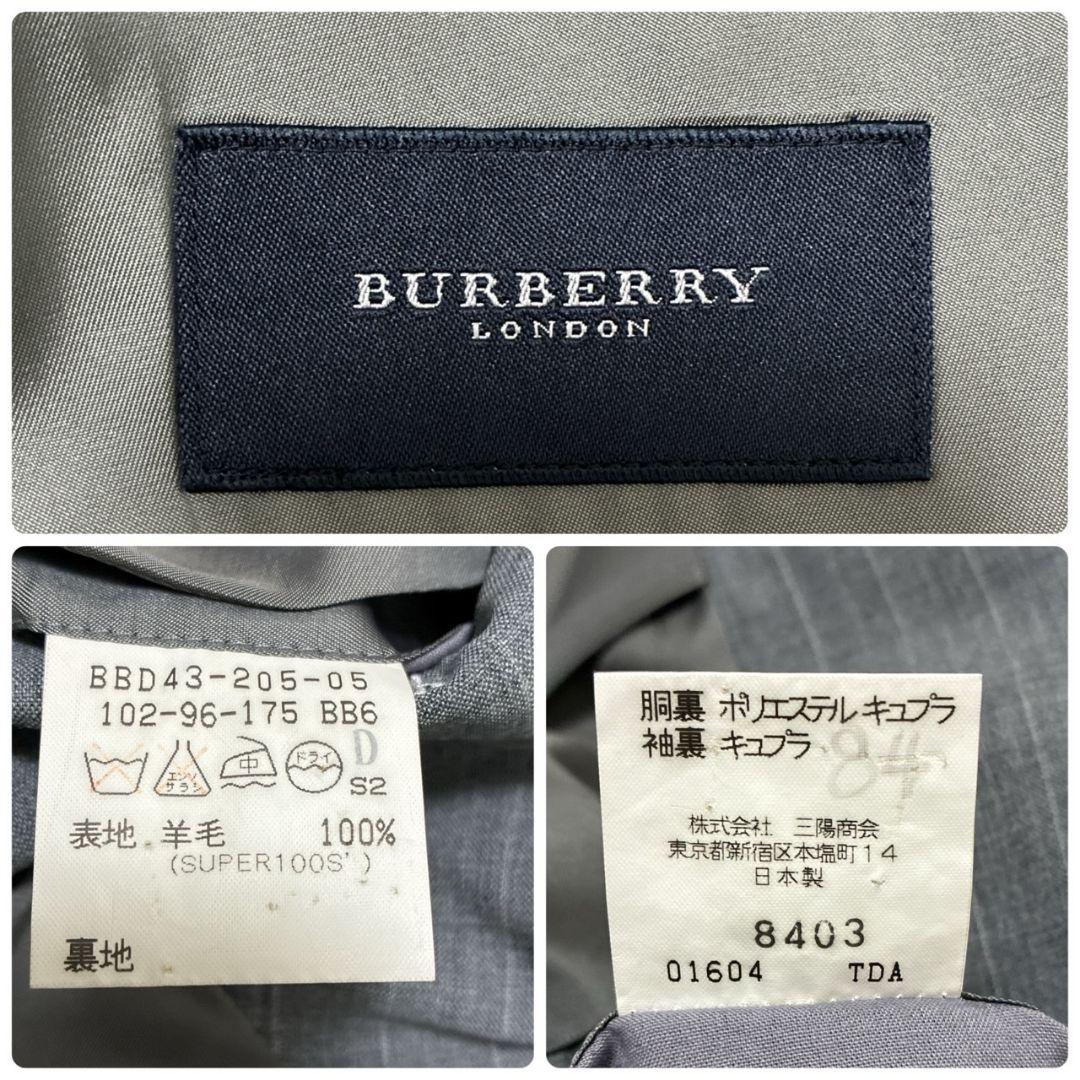 BURBERRY
LONDON
BBD43-205-05
102-96-175 BB6
エンソ
サラシ
中
ドライ
D
S2
表地 羊毛 100%
(SUPER100S')
裏地
胴裏 ポリエステル キュプラ
袖裏 キュプラ
#8
株式会社 三陽商会
東京都新宿区本塩町14
日本製
8403
01604 TDA